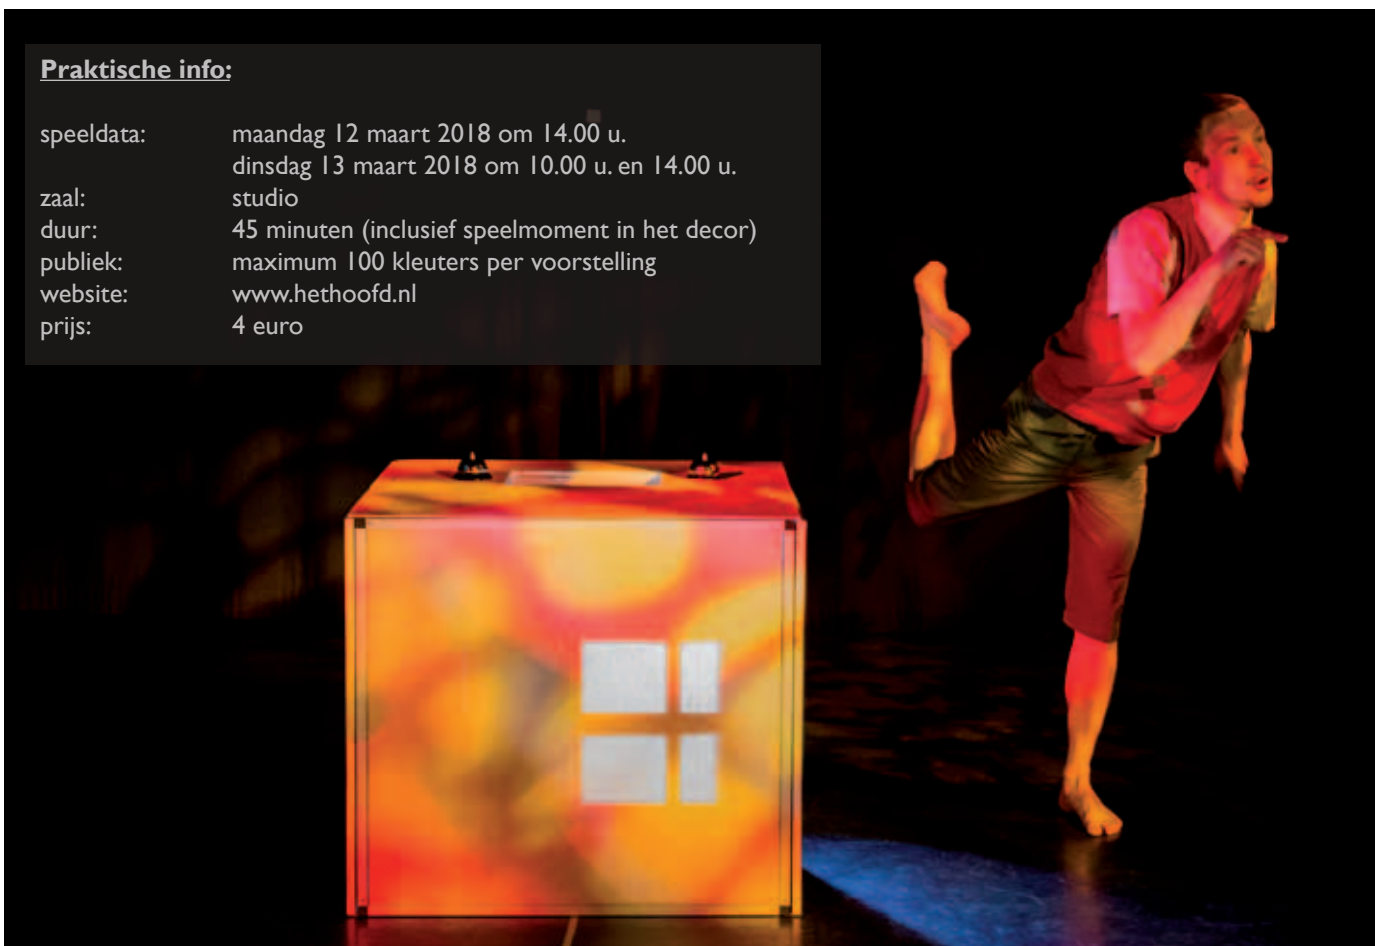 Praktische info:
speeldata: maandag 12 maart 2018 om 14.00 u.
dinsdag 13 maart 2018 om 10.00 u. en 14.00 u.
zaal: studio
duur: 45 minuten (inclusief speelmoment in het decor)
publiek: maximum 100 kleuters per voorstelling
website: www.hethoofd.nl
prijs: 4 euro